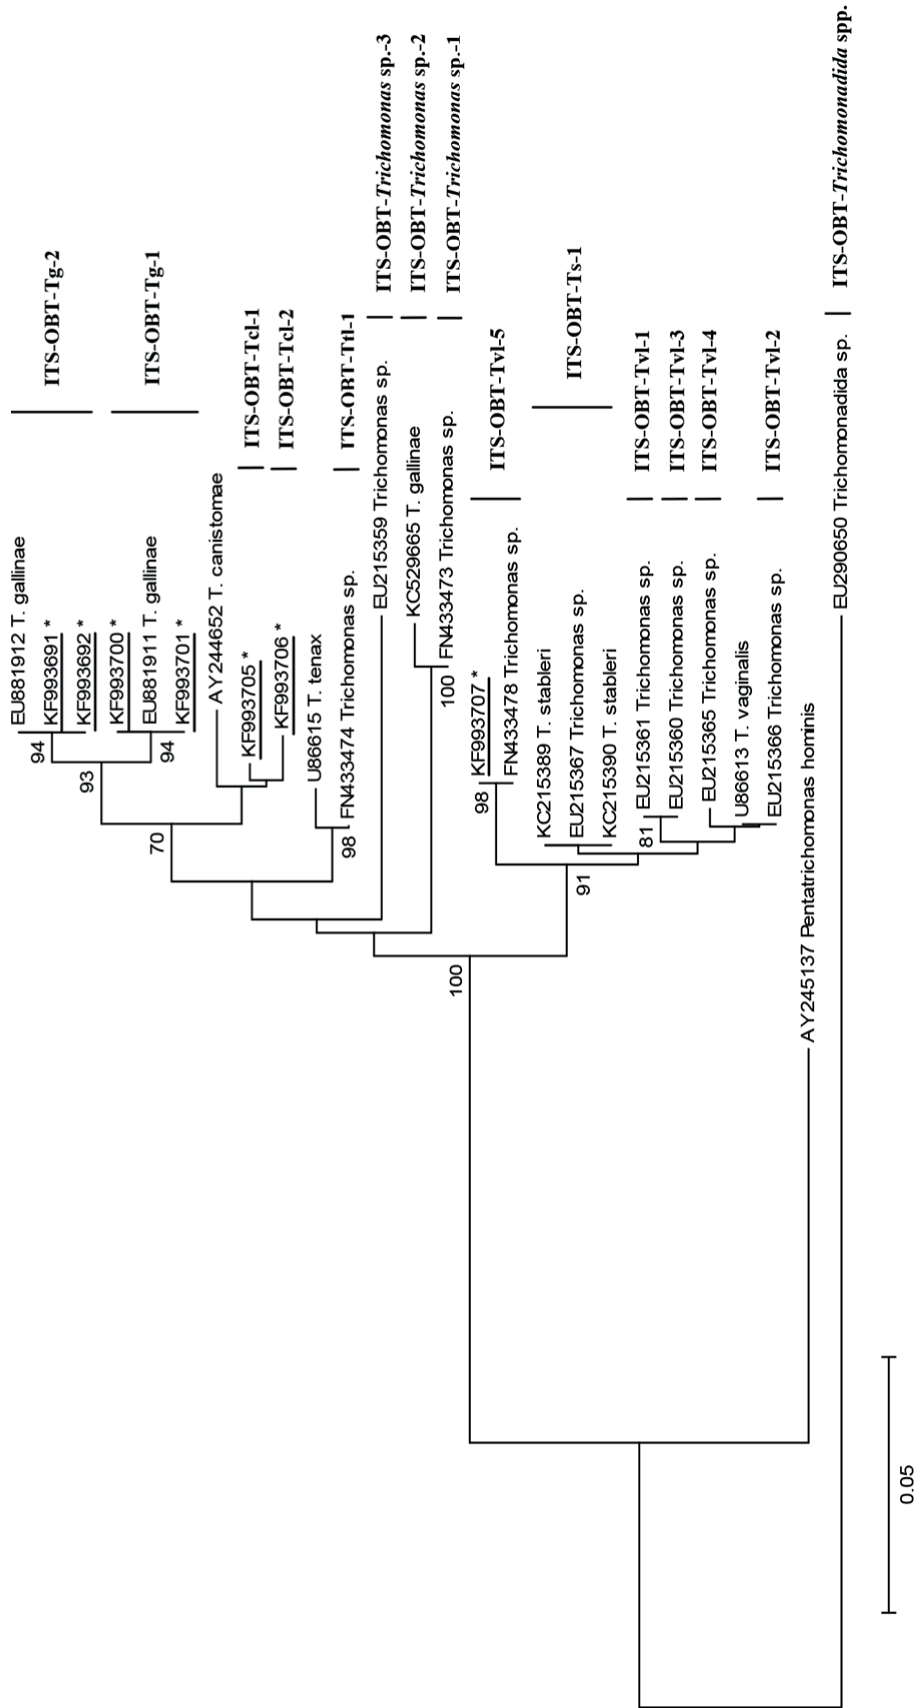 EU881912 T. gallinae
KF993691 *
KF993692 *
ITS-OBT-Tg-2
KF993700 *
EU881911 T. gallinae
KF993701 *
ITS-OBT-Tg-1
AY244652 T. canistomae
KF993705 *
ITS-OBT-Tcl-1
KF993706 *
ITS-OBT-Tcl-2
U86615 T. tenax
FN433474 Trichomonas sp.
ITS-OBT-Ttl-1
EU215359 Trichomonas sp.
ITS-OBT-Trichomonas sp.-3
KC529665 T. gallinae
ITS-OBT-Trichomonas sp.-2
FN433473 Trichomonas sp.
ITS-OBT-Trichomonas sp.-1
KF993707 *
FN433478 Trichomonas sp.
ITS-OBT-Tvl-5
KC215389 T. stableri
EU215367 Trichomonas sp.
KC215390 T. stableri
ITS-OBT-Ts-1
EU215361 Trichomonas sp.
ITS-OBT-Tvl-1
EU215360 Trichomonas sp.
ITS-OBT-Tvl-3
EU215365 Trichomonas sp.
ITS-OBT-Tvl-4
U86613 T. vaginalis
EU215366 Trichomonas sp.
ITS-OBT-Tvl-2
AY245137 Pentatrichomonas hominis
EU290650 Trichomonadida sp.
ITS-OBT-Trichomonadida spp.
94
93
94
70
98
100
98
81
91
100
0.05